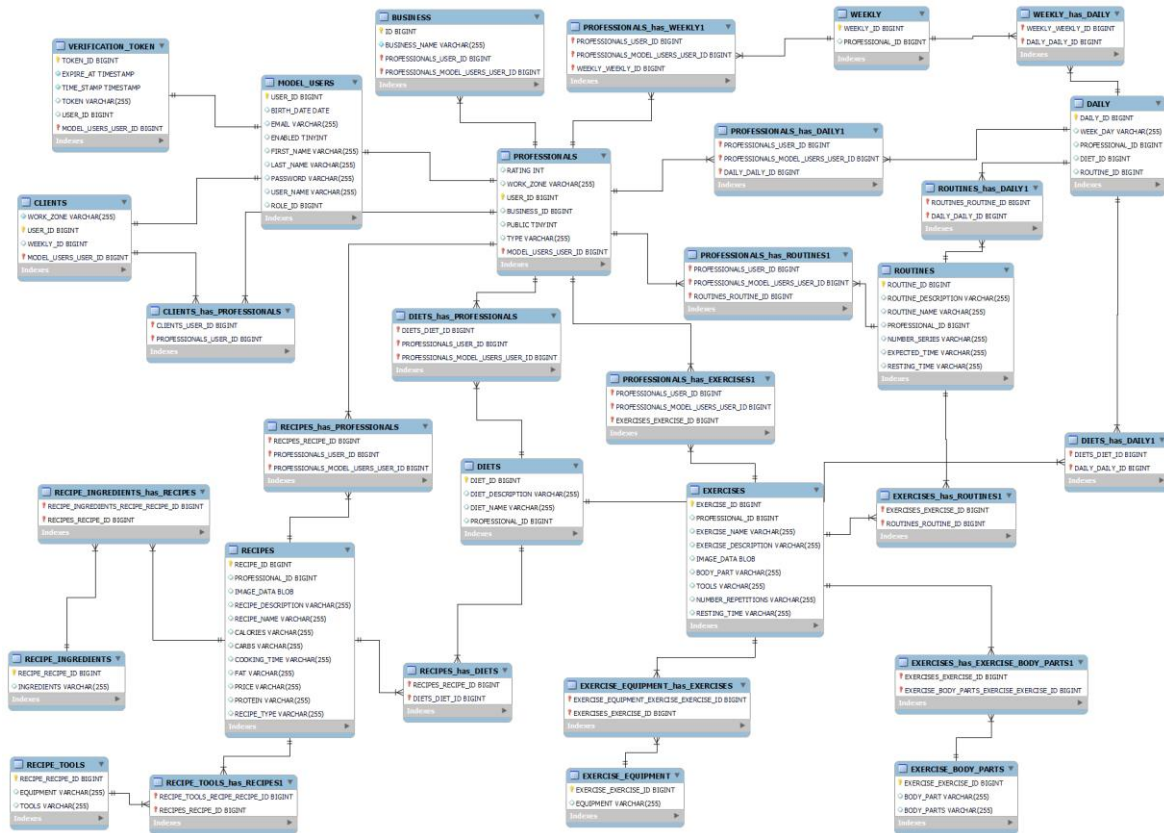 BUSINESS
ID BIGINT
BUSINESS_NAME VARCHAR(255)
PROFESSIONALS_USER_ID BIGINT
PROFESSIONALS_MODEL_USERS_USER_ID BIGINT
Indexes
PROFESSIONALS_has_WEEKLY1
PROFESSIONALS_USER_ID BIGINT
PROFESSIONALS_MODEL_USERS_USER_ID BIGINT
WEEKLY_WEEKLY_ID BIGINT
Indexes
WEEKLY
WEEKLY_ID BIGINT
PROFESSIONAL_ID BIGINT
Indexes
WEEKLY_has_DAILY
WEEKLY_WEEKLY_ID BIGINT
DAILY_DAILY_ID BIGINT
Indexes
VERIFICATION_TOKEN
TOKEN_ID BIGINT
EXPIRE_AT TIMESTAMP
TIME_STAMP TIMESTAMP
TOKEN VARCHAR(255)
USER_ID BIGINT
MODEL_USERS_USER_ID BIGINT
Indexes
MODEL_USERS
USER_ID BIGINT
BIRTH_DATE DATE
EMAIL VARCHAR(255)
ENABLED TINYINT
FIRST_NAME VARCHAR(255)
LAST_NAME VARCHAR(255)
PASSWORD VARCHAR(255)
USER_NAME VARCHAR(255)
ROLE_ID BIGINT
Indexes
PROFESSIONALS
RATING INT
WORK_ZONE VARCHAR(255)
USER_ID BIGINT
BUSINESS_ID BIGINT
PUBLIC TINYINT
TYPE VARCHAR(255)
MODEL_USERS_USER_ID BIGINT
Indexes
PROFESSIONALS_has_DAILY1
PROFESSIONALS_USER_ID BIGINT
PROFESSIONALS_MODEL_USERS_USER_ID BIGINT
DAILY_DAILY_ID BIGINT
Indexes
DAILY
DAILY_ID BIGINT
WEEK_DAY VARCHAR(255)
PROFESSIONAL_ID BIGINT
DIET_ID BIGINT
ROUTINE_ID BIGINT
Indexes
ROUTINES_has_DAILY1
ROUTINES_ROUTINE_ID BIGINT
DAILY_DAILY_ID BIGINT
Indexes
CLIENTS
WORK_ZONE VARCHAR(255)
USER_ID BIGINT
WEEKLY_ID BIGINT
MODEL_USERS_USER_ID BIGINT
Indexes
PROFESSIONALS_has_ROUTINES1
PROFESSIONALS_USER_ID BIGINT
PROFESSIONALS_MODEL_USERS_USER_ID BIGINT
ROUTINES_ROUTINE_ID BIGINT
Indexes
ROUTINES
ROUTINE_ID BIGINT
ROUTINE_DESCRIPTION VARCHAR(255)
ROUTINE_NAME VARCHAR(255)
PROFESSIONAL_ID BIGINT
NUMBER_SERIES VARCHAR(255)
EXPECTED_TIME VARCHAR(255)
RESTING_TIME VARCHAR(255)
Indexes
CLIENTS_has_PROFESSIONALS
CLIENTS_USER_ID BIGINT
PROFESSIONALS_USER_ID BIGINT
Indexes
DIETS_has_PROFESSIONALS
DIETS_DIET_ID BIGINT
PROFESSIONALS_USER_ID BIGINT
PROFESSIONALS_MODEL_USERS_USER_ID BIGINT
Indexes
PROFESSIONALS_has_EXERCISES1
PROFESSIONALS_USER_ID BIGINT
PROFESSIONALS_MODEL_USERS_USER_ID BIGINT
EXERCISES_EXERCISE_ID BIGINT
Indexes
RECIPES_has_PROFESSIONALS
RECIPES_RECIPE_ID BIGINT
PROFESSIONALS_USER_ID BIGINT
PROFESSIONALS_MODEL_USERS_USER_ID BIGINT
Indexes
DIETS_has_DAILY1
DIETS_DIET_ID BIGINT
DAILY_DAILY_ID BIGINT
Indexes
DIETS
DIET_ID BIGINT
DIET_DESCRIPTION VARCHAR(255)
DIET_NAME VARCHAR(255)
PROFESSIONAL_ID BIGINT
Indexes
RECIPE_INGREDIENTS_has_RECIPES
RECIPE_INGREDIENTS_RECIPE_RECIPE_ID BIGINT
RECIPES_RECIPE_ID BIGINT
Indexes
EXERCISES
EXERCISE_ID BIGINT
PROFESSIONAL_ID BIGINT
EXERCISE_NAME VARCHAR(255)
EXERCISE_DESCRIPTION VARCHAR(255)
IMAGE_DATA BLOB
BODY_PART VARCHAR(255)
TOOLS VARCHAR(255)
NUMBER_REPETITIONS VARCHAR(255)
RESTING_TIME VARCHAR(255)
Indexes
EXERCISES_has_ROUTINES1
EXERCISES_EXERCISE_ID BIGINT
ROUTINES_ROUTINE_ID BIGINT
Indexes
RECIPES
RECIPE_ID BIGINT
PROFESSIONAL_ID BIGINT
IMAGE_DATA BLOB
RECIPE_DESCRIPTION VARCHAR(255)
RECIPE_NAME VARCHAR(255)
CALORIES VARCHAR(255)
CARBS VARCHAR(255)
COOKING_TIME VARCHAR(255)
FAT VARCHAR(255)
PRICE VARCHAR(255)
PROTEIN VARCHAR(255)
RECIPE_TYPE VARCHAR(255)
Indexes
RECIPE_INGREDIENTS
RECIPE_RECIPE_ID BIGINT
INGREDIENTS VARCHAR(255)
Indexes
RECIPES_has_DIETS
RECIPES_RECIPE_ID BIGINT
DIETS_DIET_ID BIGINT
Indexes
EXERCISE_EQUIPMENT_has_EXERCISES
EXERCISE_EQUIPMENT_EXERCISE_EXERCISE_ID BIGINT
EXERCISES_EXERCISE_ID BIGINT
Indexes
EXERCISES_has_EXERCISE_BODY_PARTS1
EXERCISES_EXERCISE_ID BIGINT
EXERCISE_BODY_PARTS_EXERCISE_EXERCISE_ID BIGINT
Indexes
RECIPE_TOOLS
RECIPE_RECIPE_ID BIGINT
EQUIPMENT VARCHAR(255)
TOOLS VARCHAR(255)
Indexes
RECIPE_TOOLS_has_RECIPES1
RECIPE_TOOLS_RECIPE_RECIPE_ID BIGINT
RECIPES_RECIPE_ID BIGINT
Indexes
EXERCISE_EQUIPMENT
EXERCISE_EXERCISE_ID BIGINT
EQUIPMENT VARCHAR(255)
Indexes
EXERCISE_BODY_PARTS
EXERCISE_EXERCISE_ID BIGINT
BODY_PART VARCHAR(255)
BODY_PARTS VARCHAR(255)
Indexes